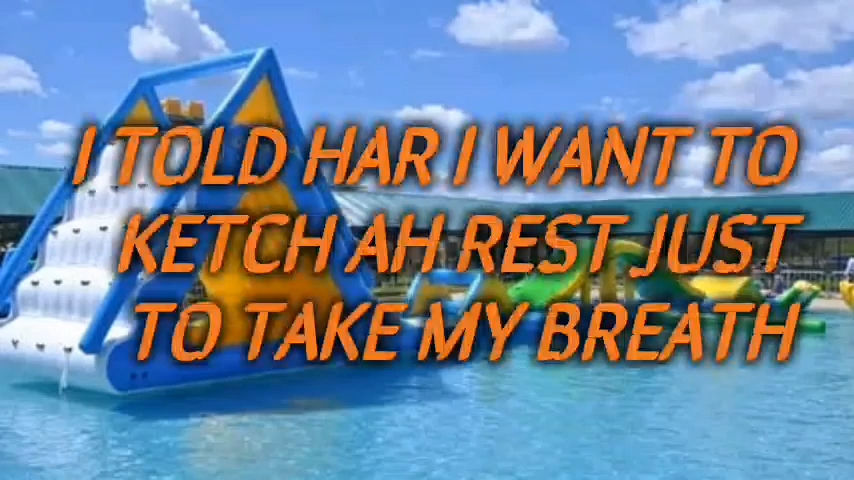 I TOLD HAR I WANT TO
KETCH AH REST JUST
TO TAKE MY BREATH